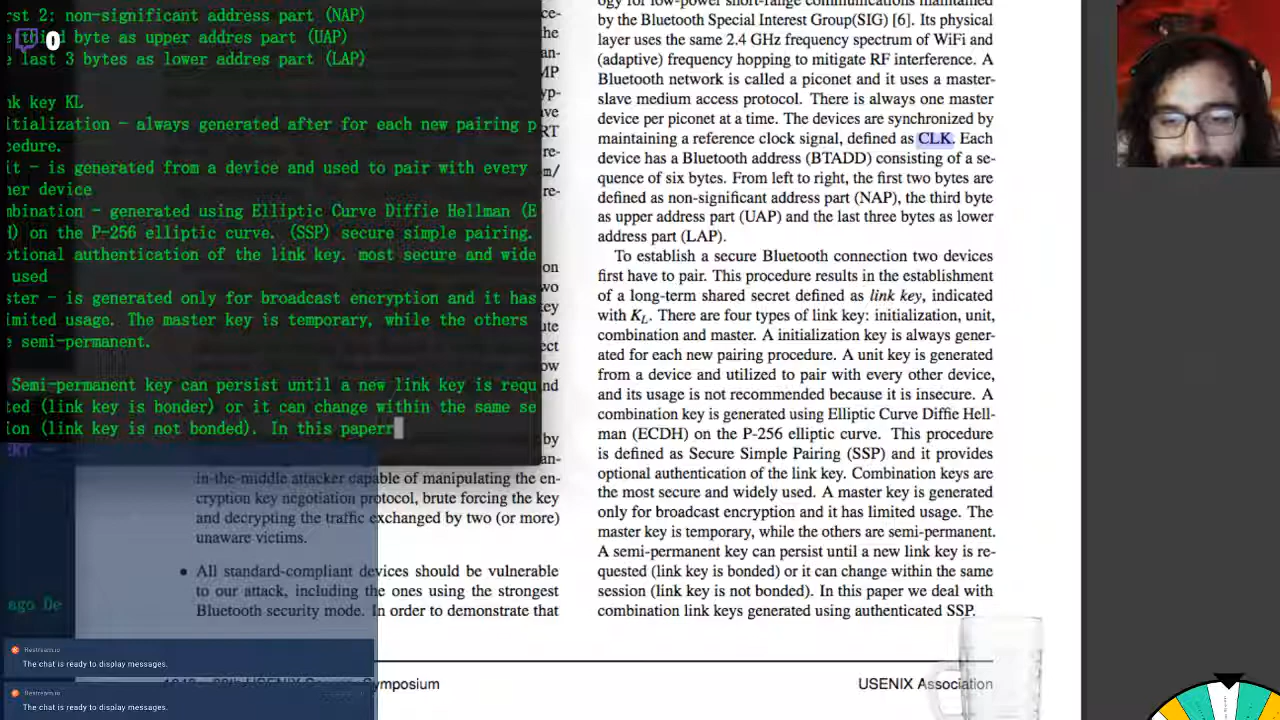 rst 2: non-significant address part (NAP)
e third byte as upper addres part (UAP)
e last 3 bytes as lower addres part (LAP)
0
nk key KL
itialization - always generated after for each new pairing p
cedure.
it - is generated from a device and used to pair with every
her device
mbination - generated using Elliptic Curve Diffie Hellman (E
H) on the P-256 elliptic curve. (SSP) secure simple pairing.
otional authentication of the link key. most secure and wide
used
ster - is generated only for broadcast encryption and it has
limited usage. The master key is temporary, while the others
e semi-permanent.
Semi-permanent key can persist until a new link key is requ
ted (link key is bonder) or it can change within the same se
ion (link key is not bonded). In this paperr
in-the-middle attacker capable of manipulating the en-
cryption key negotiation protocol, brute forcing the key
and decrypting the traffic exchanged by two (or more)
unaware victims.
• All standard-compliant devices should be vulnerable
to our attack, including the ones using the strongest
Bluetooth security mode. In order to demonstrate that
ogy for low-power short-range communications maintained
by the Bluetooth Special Interest Group(SIG) [6]. Its physical
layer uses the same 2.4 GHz frequency spectrum of WiFi and
(adaptive) frequency hopping to mitigate RF interference. A
Bluetooth network is called a piconet and it uses a master-
slave medium access protocol. There is always one master
device per piconet at a time. The devices are synchronized by
maintaining a reference clock signal, defined as CLK. Each
device has a Bluetooth address (BTADD) consisting of a se-
quence of six bytes. From left to right, the first two bytes are
defined as non-significant address part (NAP), the third byte
as upper address part (UAP) and the last three bytes as lower
address part (LAP).
To establish a secure Bluetooth connection two devices
first have to pair. This procedure results in the establishment
of a long-term shared secret defined as link key, indicated
with KL. There are four types of link key: initialization, unit,
combination and master. A initialization key is always gener-
ated for each new pairing procedure. A unit key is generated
from a device and utilized to pair with every other device,
and its usage is not recommended because it is insecure. A
combination key is generated using Elliptic Curve Diffie Hell-
man (ECDH) on the P-256 elliptic curve. This procedure
is defined as Secure Simple Pairing (SSP) and it provides
optional authentication of the link key. Combination keys are
the most secure and widely used. A master key is generated
only for broadcast encryption and it has limited usage. The
master key is temporary, while the others are semi-permanent.
A semi-permanent key can persist until a new link key is re-
quested (link key is bonded) or it can change within the same
session (link key is not bonded). In this paper we deal with
combination link keys generated using authenticated SSP.
ago De
Restream.io
The chat is ready to display messages.
Restream.io
The chat is ready to display messages.
USENIX Association